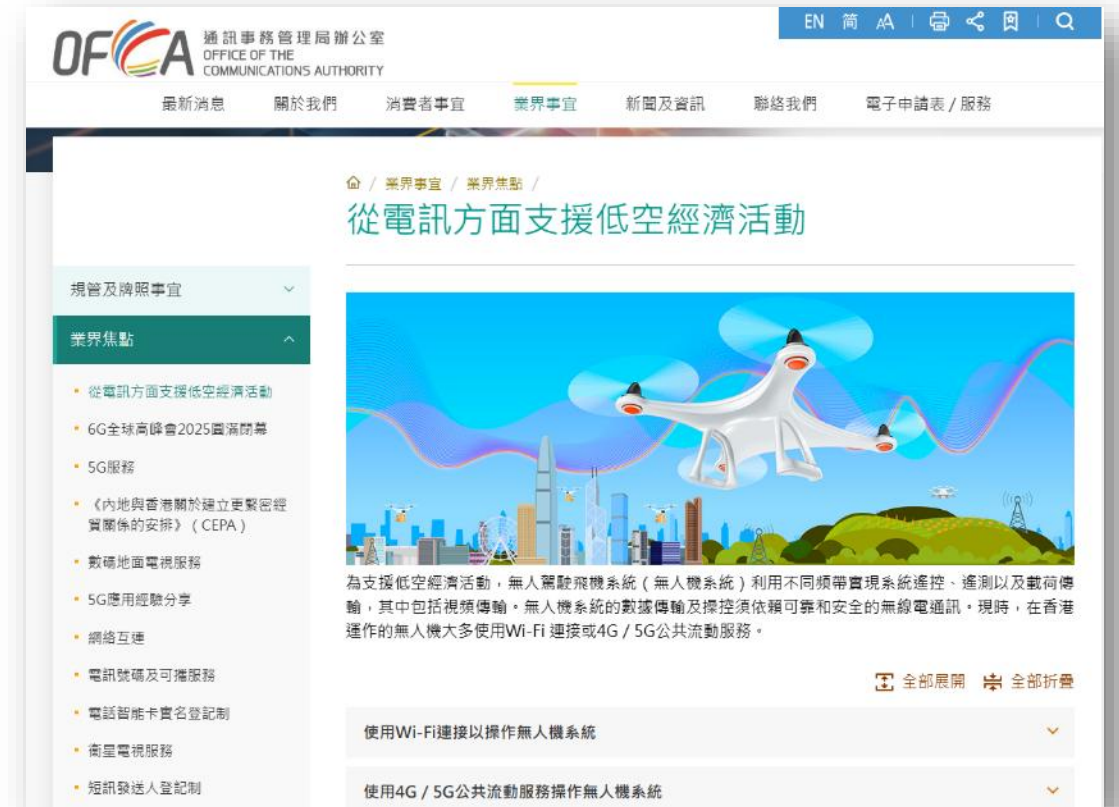 EN 简 AA
OFCA 通訊事務管理局辦公室
OFFICE OF THE
COMMUNICATIONS AUTHORITY
最新消息 關於我們 消費者事宜 業界事宜 新聞及資訊 聯絡我們 電子申請表 / 服務
/ 業界事宜 / 業界焦點 /
從電訊方面支援低空經濟活動
規管及牌照事宜
業界焦點
從電訊方面支援低空經濟活動
6G全球高峰會2025圓滿閉幕
5G服務
《內地與香港關於建立更緊密經
貿關係的安排》（CEPA）
數碼地面電視服務
5G應用經驗分享
網絡互連
電訊號碼及可攜服務
電話智能卡實名登記制
衞星電視服務
短訊發送人登記制
為支援低空經濟活動，無人駕駛飛機系統（無人機系統）利用不同頻帶實現系統遙控、遙測以及載荷傳
輸，其中包括視頻傳輸。無人機系統的數據傳輸及操控須依賴可靠和安全的無線電通訊。現時，在香港
運作的無人機大多使用Wi-Fi 連接或4G / 5G公共流動服務。
全部展開 全部折疊
使用Wi-Fi連接以操作無人機系統
使用4G / 5G公共流動服務操作無人機系統